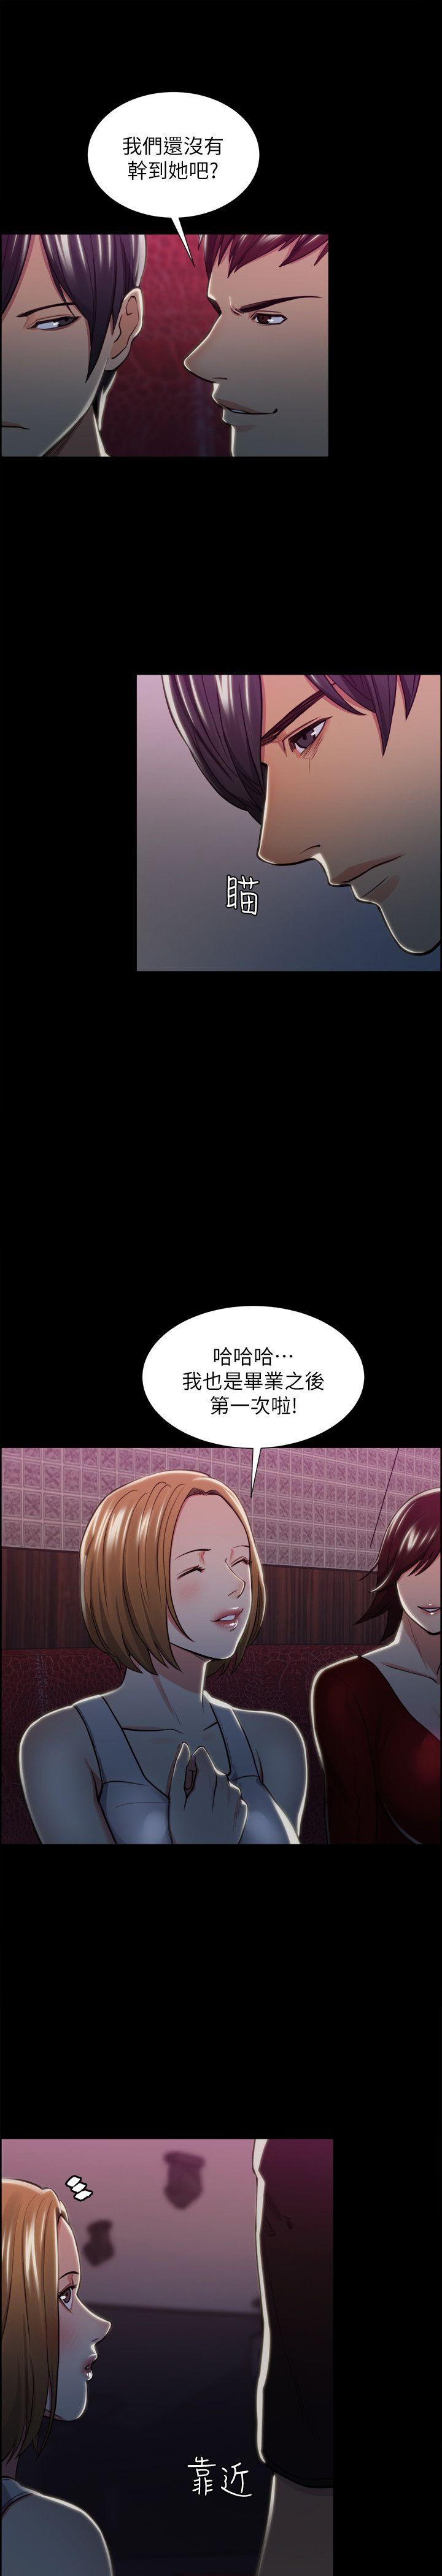 我們還沒有
幹到她吧?
瞄
哈哈哈…
我也是畢業之後
第一次啦!
靠近